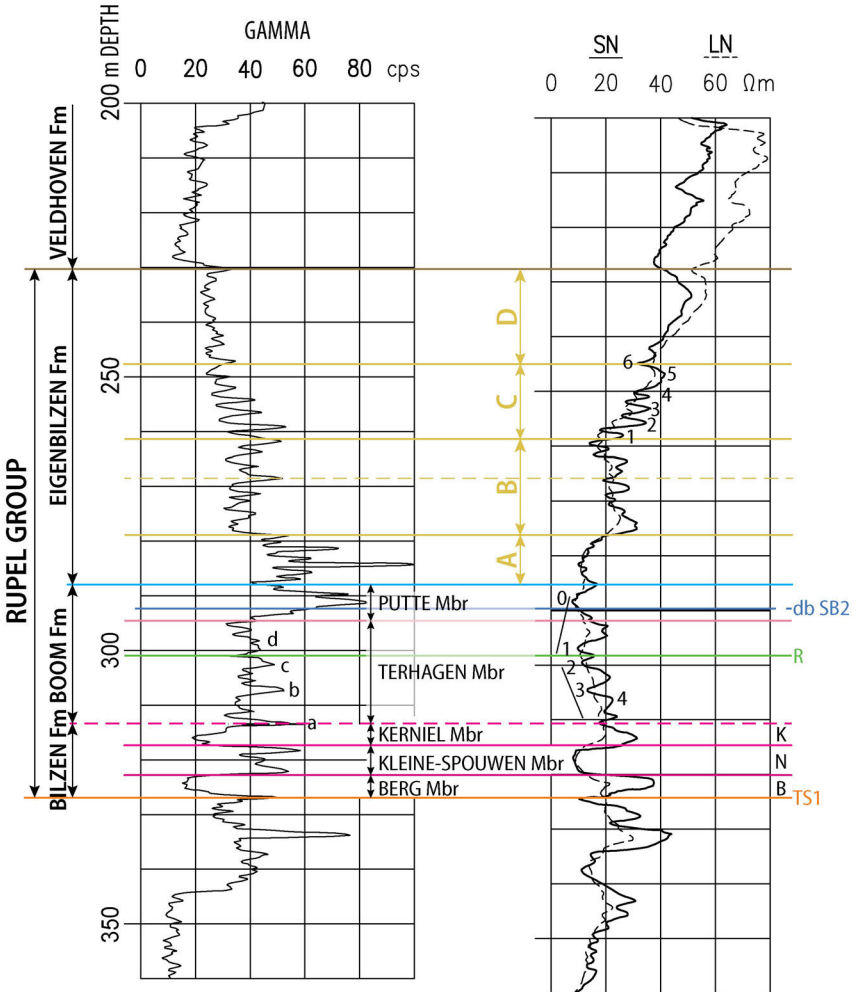 GAMMA
0 20 40 60 80 cps
SN LN
0 20 40 60 Ωm
200 m DEPTH
250
300
350
VELDHOVEN Fm
EIGENBILZEN Fm
BOOM Fm
BILZEN Fm
RUPEL GROUP
D
C
B
A
6
5
4
3
2
1
0
1
2
3
4
d
c
b
a
PUTTE Mbr
TERHAGEN Mbr
KERNIEL Mbr
KLEINE-SPOUWEN Mbr
BERG Mbr
db SB2
R
K
N
B
TS1